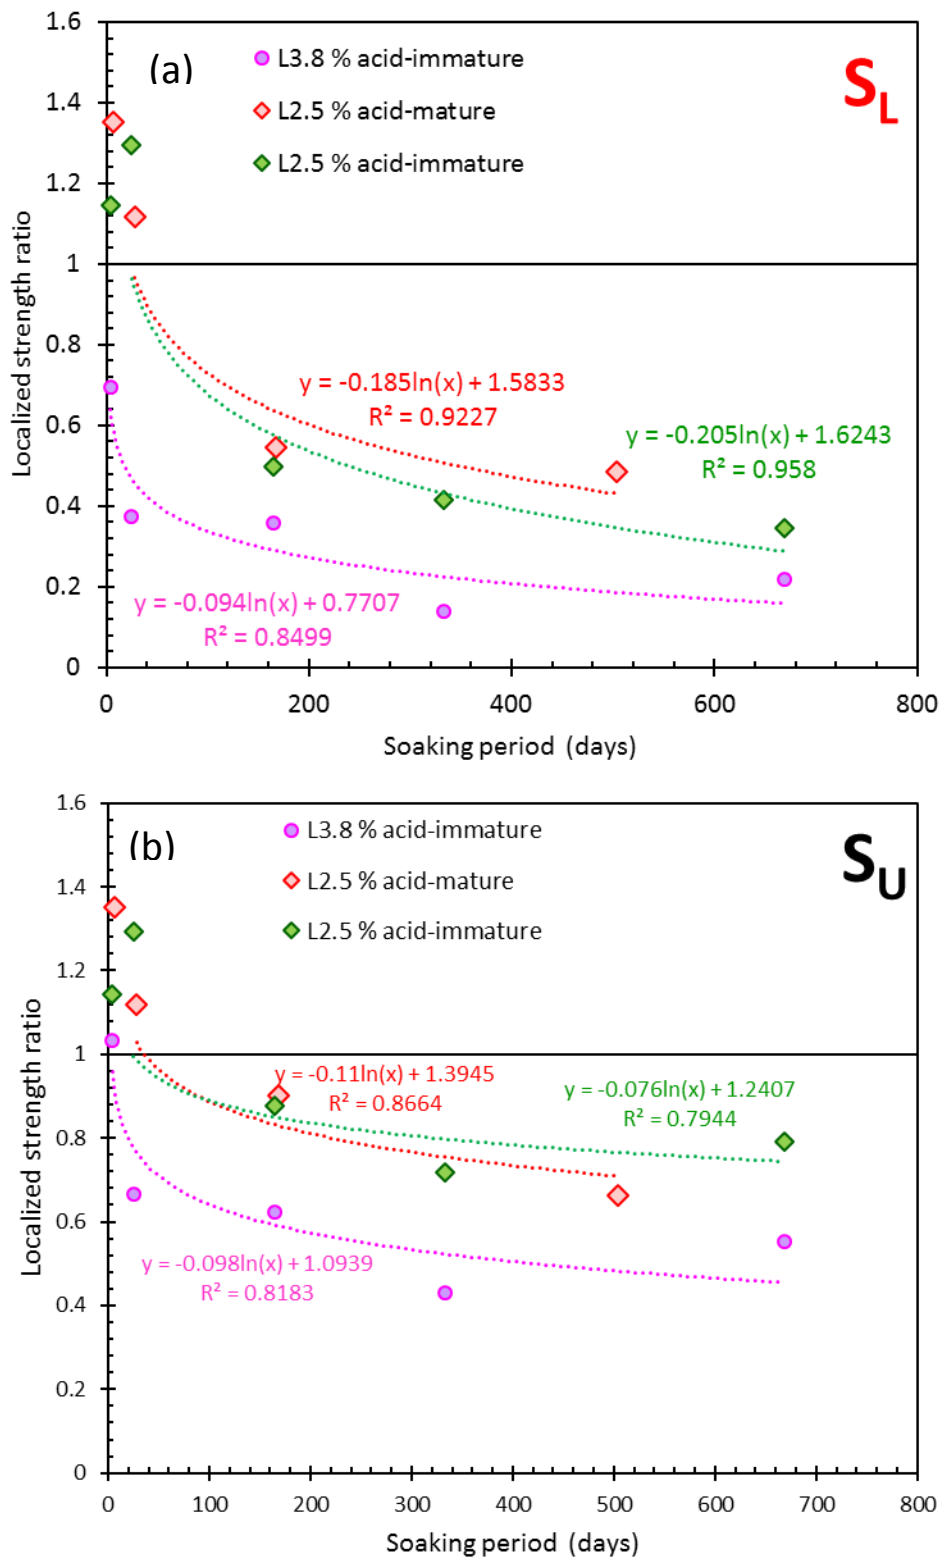 1.6
(a)
L3.8 % acid-immature
S_L
1.4
L2.5 % acid-mature
L2.5 % acid-immature
1.2
1
0.8
0.6
0.4
0.2
0
Localized strength ratio
y = -0.185ln(x) + 1.5833
R² = 0.9227
y = -0.205ln(x) + 1.6243
R² = 0.958
y = -0.094ln(x) + 0.7707
R² = 0.8499
0 200 400 600 800
Soaking period (days)
1.6
(b)
L3.8 % acid-immature
S_U
1.4
L2.5 % acid-mature
L2.5 % acid-immature
1.2
1
0.8
0.6
0.4
0.2
0
Localized strength ratio
y = -0.11ln(x) + 1.3945
R² = 0.8664
y = -0.076ln(x) + 1.2407
R² = 0.7944
y = -0.098ln(x) + 1.0939
R² = 0.8183
0 100 200 300 400 500 600 700 800
Soaking period (days)